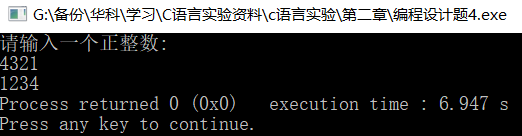 G:\备份\华科\学习\C语言实验资料\c语言实验\第二章\编程设计题4.exe
请输入一个正整数:
4321
1234
Process returned 0 (0x0)   execution time : 6.947 s
Press any key to continue.